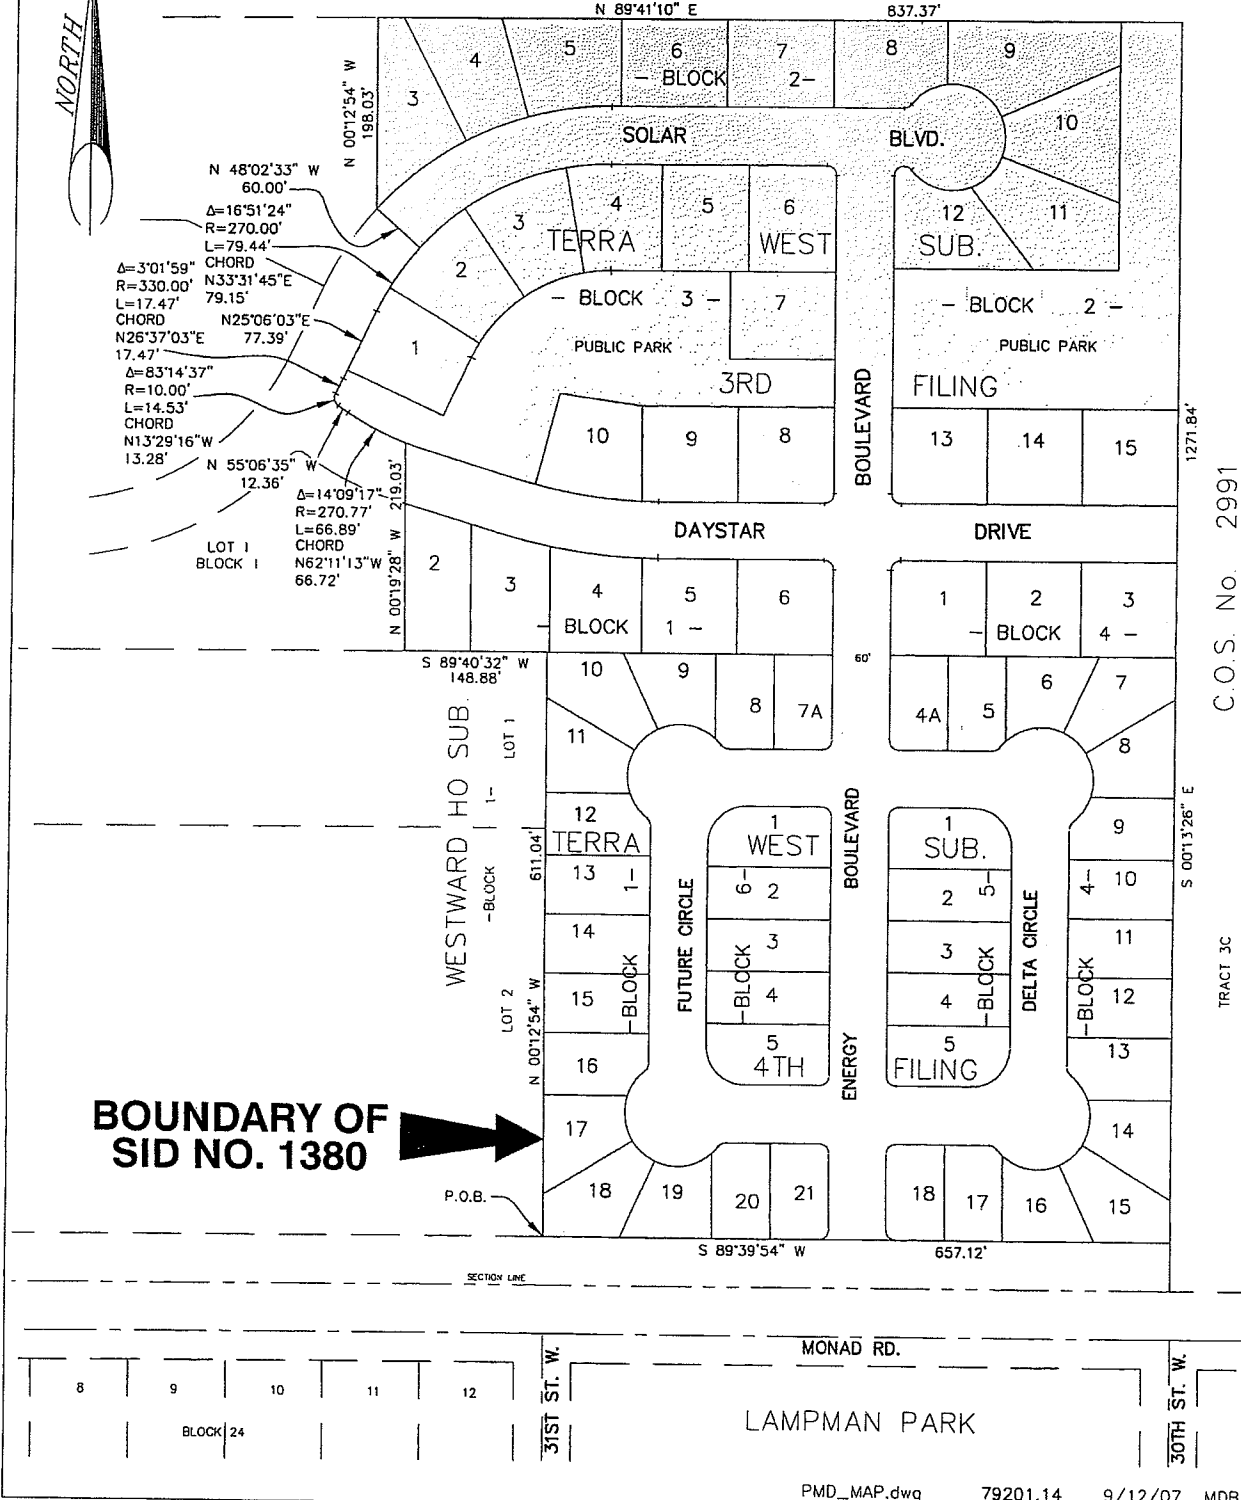 N 89°41'10" E
837.37'
NORTH
3
4
5
6
7
8
9
- BLOCK 2-
N 00°12'54" W
198.03'
SOLAR BLVD.
10
11
12
N 48°02'33" W
60.00'
Δ=16°51'24"
R=270.00'
L=79.44'
CHORD
N33°31'45"E
79.15'
Δ=3°01'59"
R=330.00'
L=17.47'
CHORD
N26°37'03"E
17.47'
N25°06'03"E
77.39'
Δ=83°14'37"
R=10.00'
L=14.53'
CHORD
N13°29'16"W
13.28'
N 55°06'35" W
12.36'
Δ=14°09'17"
R=270.77'
L=66.89'
CHORD
N62°11'13"W
66.72'
1
2
3
4
5
6
7
TERRA WEST SUB.
- BLOCK 3 -
PUBLIC PARK
- BLOCK 2 -
PUBLIC PARK
3RD FILING
BOULEVARD
10
9
8
13
14
15
1271.84'
C.O.S. No. 2991
N 00°19'28" W 219.03'
DAYSTAR DRIVE
LOT 1
BLOCK 1
2
3
4
5
6
- BLOCK 1 -
1
2
3
- BLOCK 4 -
60'
S 89°40'32" W
148.88'
10
9
8
7A
4A
5
6
7
8
11
12
13
14
15
16
17
18
19
20
21
WESTWARD HO SUB.
LOT 1
-BLOCK 1-
LOT 2
N 00°12'54" W 611.04'
TERRA WEST SUB.
-BLOCK 1-
FUTURE CIRCLE
1
2
3
4
5
-BLOCK 6-
BOULEVARD
ENERGY
1
2
3
4
5
-BLOCK 5-
DELTA CIRCLE
-BLOCK 4-
4TH FILING
9
10
11
12
13
14
15
16
17
18
S 00°13'26" E
TRACT 3C
BOUNDARY OF
SID NO. 1380
P.O.B.
S 89°39'54" W
657.12'
SECTION LINE
MONAD RD.
8
9
10
11
12
BLOCK 24
31ST ST. W.
LAMPMAN PARK
30TH ST. W.
PMD_MAP.dwg 79201.14 9/12/07 MDB